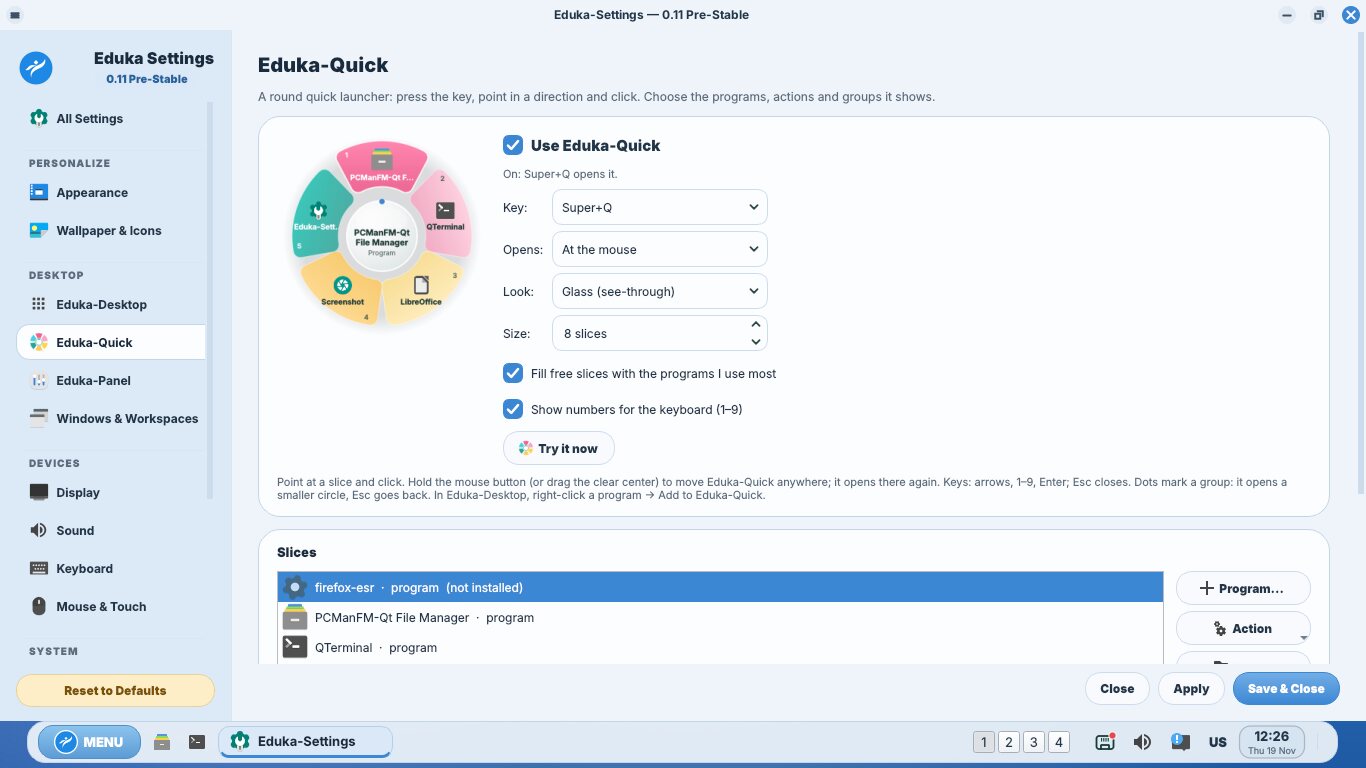 Eduka-Settings — 0.11 Pre-Stable
Eduka Settings
0.11 Pre-Stable
All Settings
PERSONALIZE
Appearance
Wallpaper & Icons
DESKTOP
Eduka-Desktop
Eduka-Quick
Eduka-Panel
Windows & Workspaces
DEVICES
Display
Sound
Keyboard
Mouse & Touch
SYSTEM
Reset to Defaults
Eduka-Quick
A round quick launcher: press the key, point in a direction and click. Choose the programs, actions and groups it shows.
1
PCManFM-Qt F...
2
QTerminal
3
LibreOffice
4
Screenshot
5
Eduka-Sett.
PCManFM-Qt
File Manager
Program
Use Eduka-Quick
On: Super+Q opens it.
Key: Super+Q
Opens: At the mouse
Look: Glass (see-through)
Size: 8 slices
Fill free slices with the programs I use most
Show numbers for the keyboard (1–9)
Try it now
Point at a slice and click. Hold the mouse button (or drag the clear center) to move Eduka-Quick anywhere; it opens there again. Keys: arrows, 1–9, Enter; Esc closes. Dots mark a group: it opens a
smaller circle, Esc goes back. In Eduka-Desktop, right-click a program → Add to Eduka-Quick.
Slices
firefox-esr · program (not installed)
PCManFM-Qt File Manager · program
QTerminal · program
Program...
Action
Close
Apply
Save & Close
MENU
Eduka-Settings
1 2 3 4
US
12:26
Thu 19 Nov